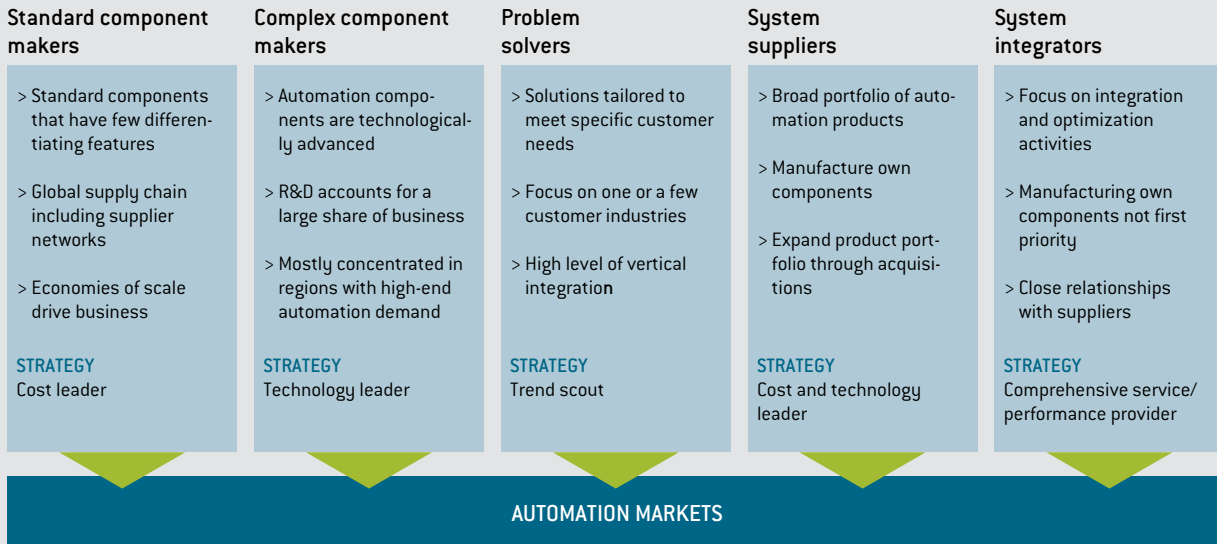 Standard component
makers
> Standard components
that have few differen-
tiating features
> Global supply chain
including supplier
networks
> Economies of scale
drive business
STRATEGY
Cost leader
Complex component
makers
> Automation compo-
nents are technological-
ly advanced
> R&D accounts for a
large share of business
> Mostly concentrated in
regions with high-end
automation demand
STRATEGY
Technology leader
Problem
solvers
> Solutions tailored to
meet specific customer
needs
> Focus on one or a few
customer industries
> High level of vertical
integration
STRATEGY
Trend scout
System
suppliers
> Broad portfolio of auto-
mation products
> Manufacture own
components
> Expand product port-
folio through acquisi-
tions
STRATEGY
Cost and technology
leader
System
integrators
> Focus on integration
and optimization
activities
> Manufacturing own
components not first
priority
> Close relationships
with suppliers
STRATEGY
Comprehensive service/
performance provider
AUTOMATION MARKETS